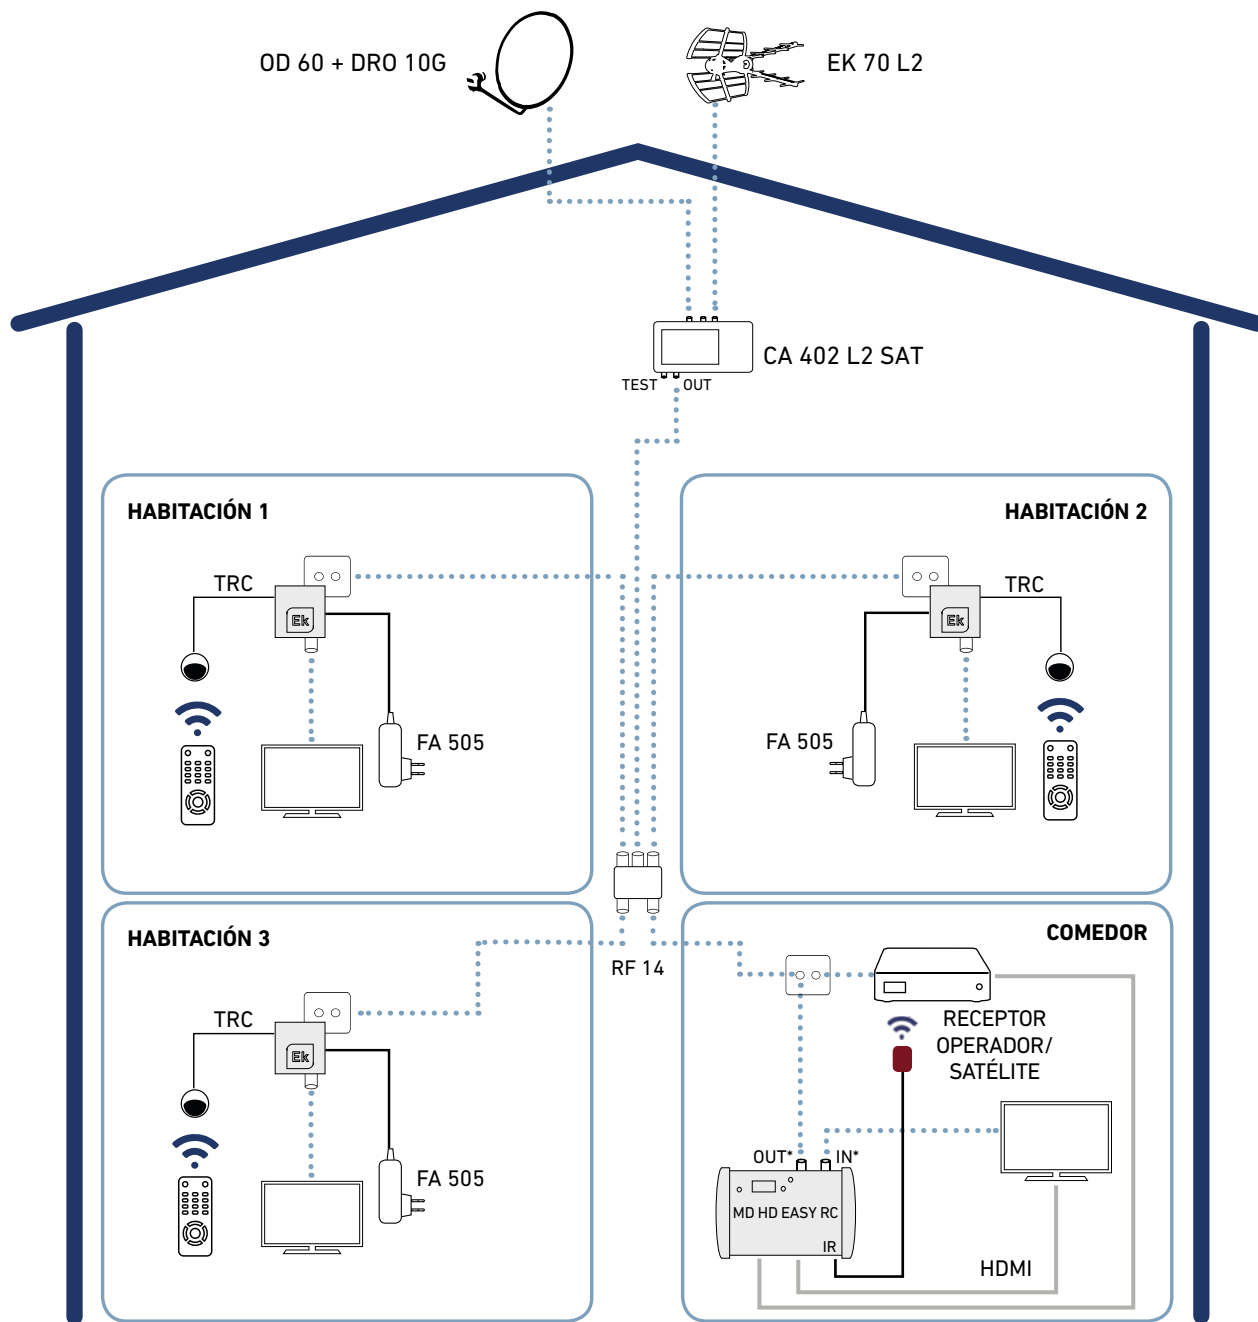 OD 60 + DRO 10G
EK 70 L2
CA 402 L2 SAT
TEST
OUT
HABITACIÓN 1
TRC
Ek
FA 505
HABITACIÓN 2
TRC
Ek
FA 505
HABITACIÓN 3
TRC
Ek
FA 505
RF 14
COMEDOR
RECEPTOR
OPERADOR/
SATÉLITE
OUT*
IN*
MD HD EASY RC
IR
HDMI